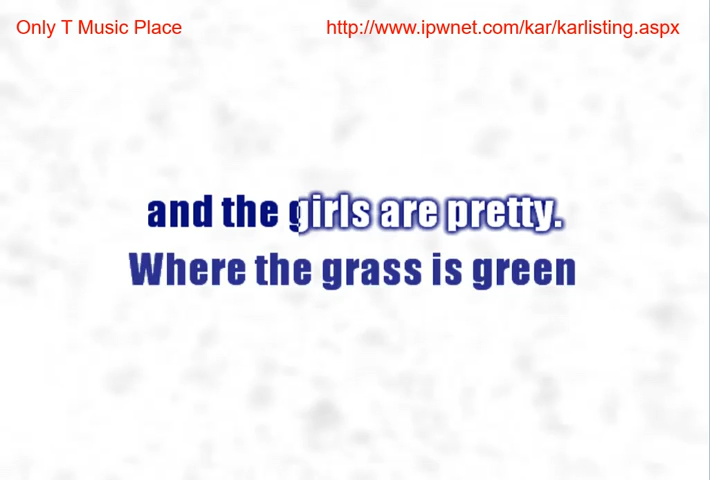 Only T Music Place http://www.ipwnet.com/kar/karlisting.aspx
and the girls are pretty.
Where the grass is green